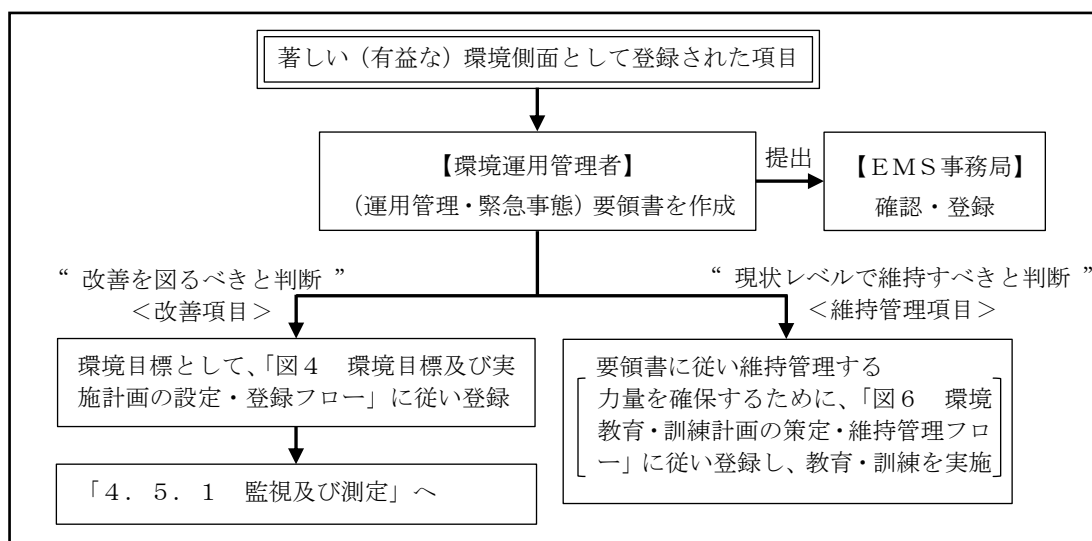 著しい（有益な）環境側面として登録された項目
【環境運用管理者】
（運用管理・緊急事態）要領書を作成
提出
【ＥＭＳ事務局】
確認・登録
“ 改善を図るべきと判断 ”
＜改善項目＞
“ 現状レベルで維持すべきと判断 ”
＜維持管理項目＞
環境目標として、「図４　環境目標及び実
施計画の設定・登録フロー」に従い登録
要領書に従い維持管理する
力量を確保するために、「図６　環境
教育・訓練計画の策定・維持管理フロ
ー」に従い登録し、教育・訓練を実施
「４．５．１　監視及び測定」へ